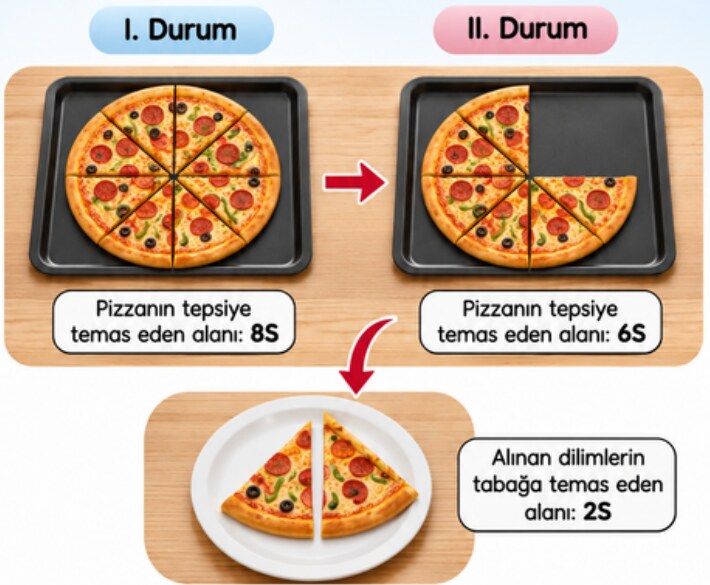 I. Durum
II. Durum
Pizzanın tepsiye
temas eden alanı: 8S
Pizzanın tepsiye
temas eden alanı: 6S
Alınan dilimlerin
tabağa temas eden
alanı: 2S